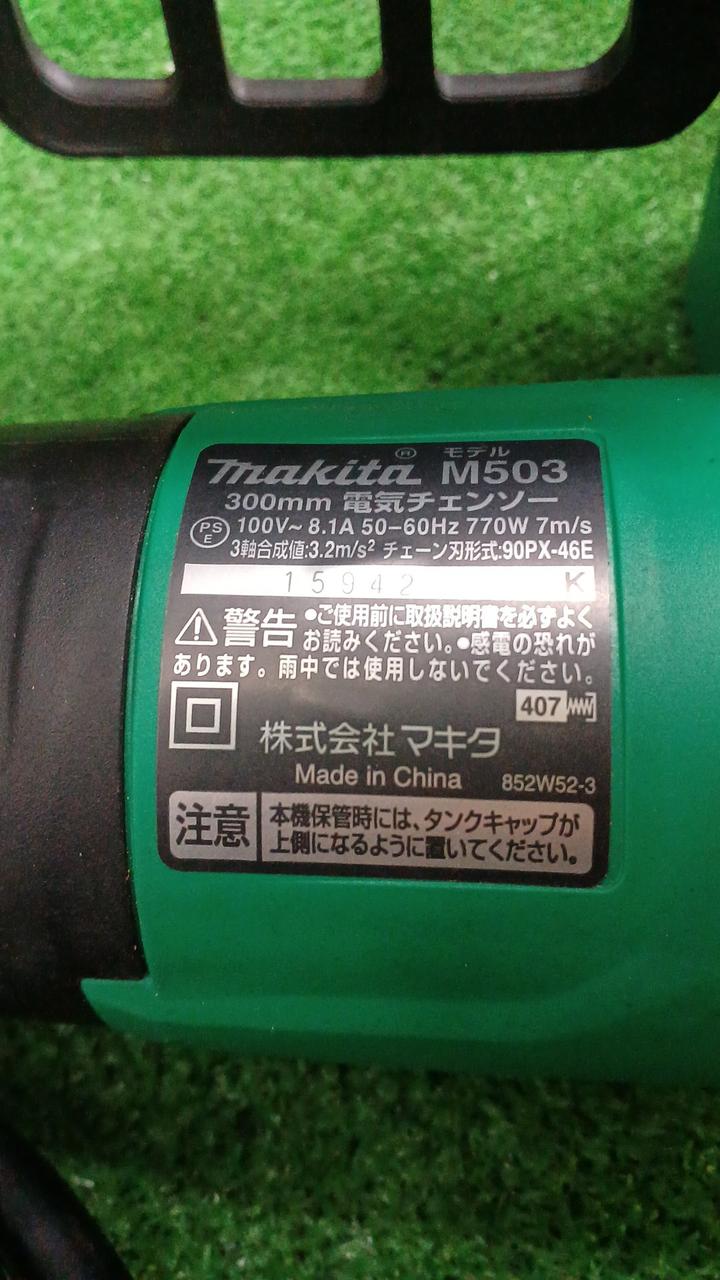 makita® モデル M503
300mm 電気チェンソー
PSE 100V~ 8.1A 50-60Hz 770W 7m/s
3軸合成値:3.2m/s² チェーン刃形式:90PX-46E
15942 K
警告 ●ご使用前に取扱説明書を必ずよく
お読みください。●感電の恐れが
あります。雨中では使用しないでください。
407
株式会社マキタ
Made in China 852W52-3
注意 本機保管時には、タンクキャップが
上側になるように置いてください。